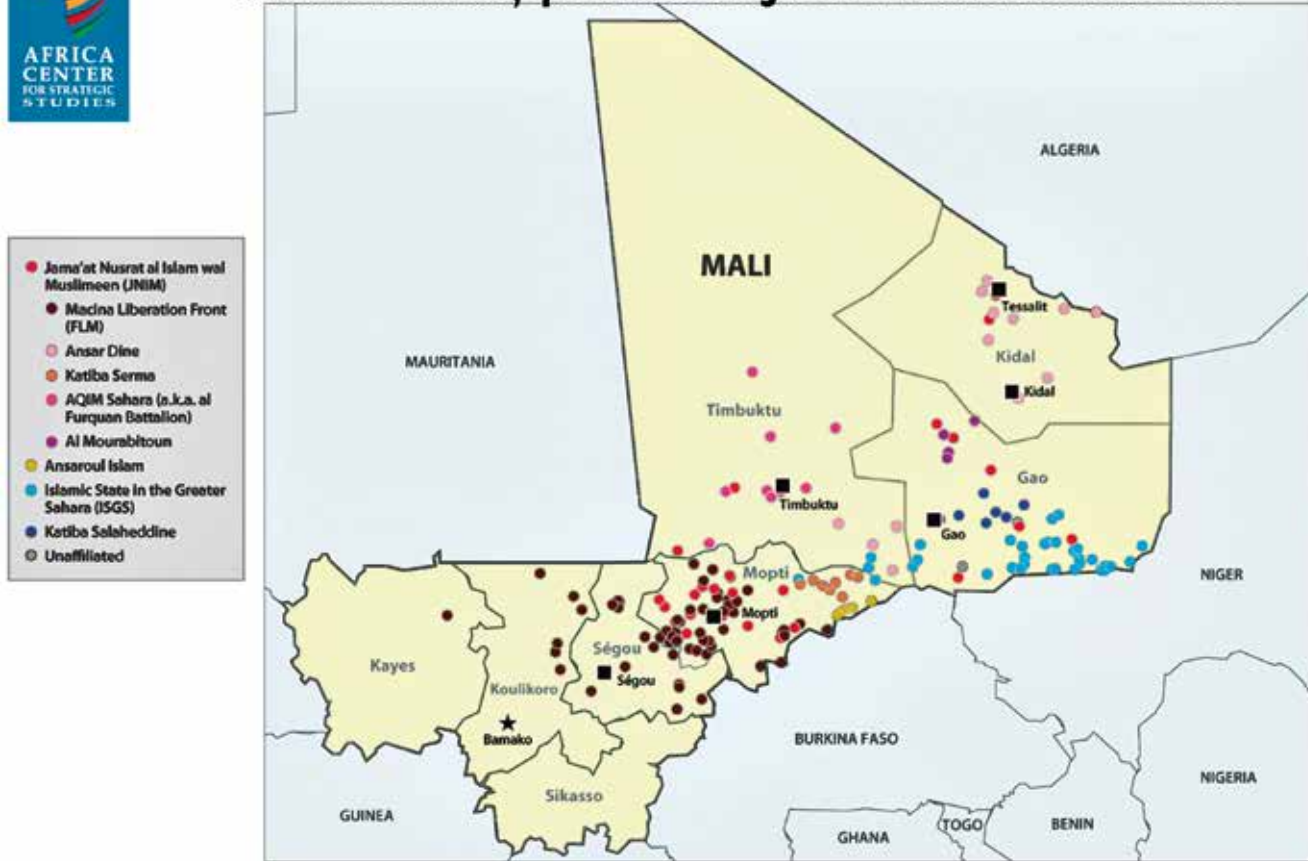 AFRICA
CENTER
FOR STRATEGIC
STUDIES
Jama'at Nusrat al Islam wal
Muslimeen (JNIM)
Macina Liberation Front
(FLM)
Ansar Dine
Katiba Serma
AQIM Sahara (a.k.a. al
Furquan Battalion)
Al Mourabitoun
Ansaroul Islam
Islamic State in the Greater
Sahara (ISGS)
Katiba Salaheddine
Unaffiliated
ALGERIA
MALI
Tessalit
Kidal
MAURITANIA
Kidal
Timbuktu
Gao
Timbuktu
Gao
Mopti
NIGER
Mopti
Ségou
Kayes
Ségou
Koulikoro
Bamako
BURKINA FASO
NIGERIA
Sikasso
GUINEA
TOGO
BENIN
GHANA